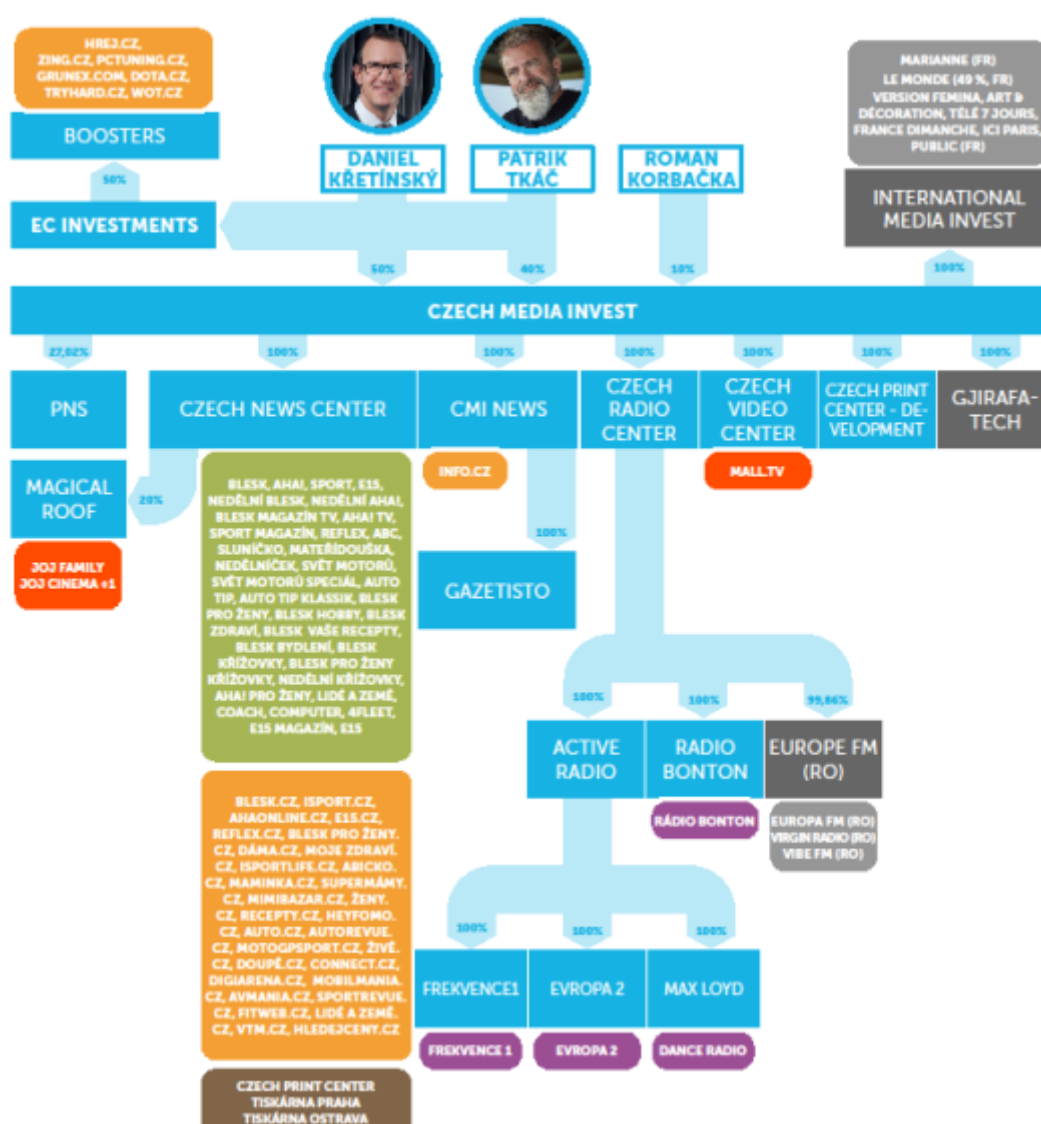 HREJ.CZ,
ZING.CZ, PCTUNING.CZ,
GRUNEX.COM, DOTA.CZ,
TRYHARD.CZ, WOT.CZ
BOOSTERS
50%
EC INVESTMENTS
DANIEL
KŘETÍNSKÝ
PATRIK
TKÁČ
ROMAN
KORBAČKA
MARIANNE (FR)
LE MONDE (49 %, FR)
VERSION FEMINA, ART &
DÉCORATION, TÉLÉ 7 JOURS,
FRANCE DIMANCHE, ICI PARIS,
PUBLIC (FR)
INTERNATIONAL
MEDIA INVEST
50%
40%
10%
100%
CZECH MEDIA INVEST
27,02%
100%
100%
100%
100%
100%
100%
PNS
CZECH NEWS CENTER
CMI NEWS
CZECH
RADIO
CENTER
CZECH
VIDEO
CENTER
CZECH PRINT
CENTER - DE-
VELOPMENT
GJIRAFA-
TECH
MAGICAL
ROOF
20%
JOJ FAMILY
JOJ CINEMA +1
BLESK, AHA!, SPORT, E15,
NEDĚLNÍ BLESK, NEDĚLNÍ AHA!,
BLESK MAGAZÍN TV, AHA! TV,
SPORT MAGAZÍN, REFLEX, ABC,
SLUNÍČKO, MATEŘÍDOUŠKA,
NEDĚLNÍČEK, SVĚT MOTORŮ,
SVĚT MOTORŮ SPECIÁL, AUTO
TIP, AUTO TIP KLASSIK, BLESK
PRO ŽENY, BLESK HOBBY, BLESK
ZDRAVÍ, BLESK VAŠE RECEPTY,
BLESK BYDLENÍ, BLESK
KŘÍŽOVKY, BLESK PRO ŽENY
KŘÍŽOVKY, NEDĚLNÍ KŘÍŽOVKY,
AHA! PRO ŽENY, LIDÉ A ZEMĚ,
COACH, COMPUTER, 4FLEET,
E15 MAGAZÍN, E15
INFO.CZ
100%
GAZETISTO
MALL.TV
100%
100%
99,86%
ACTIVE
RADIO
RADIO
BONTON
EUROPE FM
(RO)
RÁDIO BONTON
EUROPA FM (RO)
VIRGIN RADIO (RO)
VIBE FM (RO)
BLESK.CZ, ISPORT.CZ,
AHAONLINE.CZ, E15.CZ,
REFLEX.CZ, BLESK PRO ŽENY.
CZ, DÁMA.CZ, MOJE ZDRAVÍ.
CZ, ISPORTLIFE.CZ, ABICKO.
CZ, MAMINKA.CZ, SUPERMÁMY.
CZ, MIMIBAZAR.CZ, ŽENY.
CZ, RECEPTY.CZ, HEYFOMO.
CZ, AUTO.CZ, AUTOREVUE.
CZ, MOTOGPSPORT.CZ, ŽIVĚ.
CZ, DOUPĚ.CZ, CONNECT.CZ,
DIGIARENA.CZ, MOBILMANIA.
CZ, AVMANIA.CZ, SPORTREVUE.
CZ, FITWEB.CZ, LIDÉ A ZEMĚ.
CZ, VTM.CZ, HLEDEJCENY.CZ
100%
100%
100%
FREKVENCE1
EVROPA 2
MAX LOYD
FREKVENCE 1
EVROPA 2
DANCE RADIO
CZECH PRINT CENTER
TISKÁRNA PRAHA
TISKÁRNA OSTRAVA